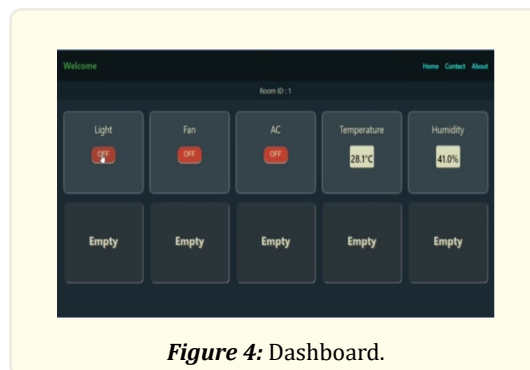 Welcome
Home Contact About
Room ID : 1
Light Fan AC Temperature Humidity
OFF OFF OFF 28.1°C 41.0%
Empty Empty Empty Empty Empty
Figure 4: Dashboard.